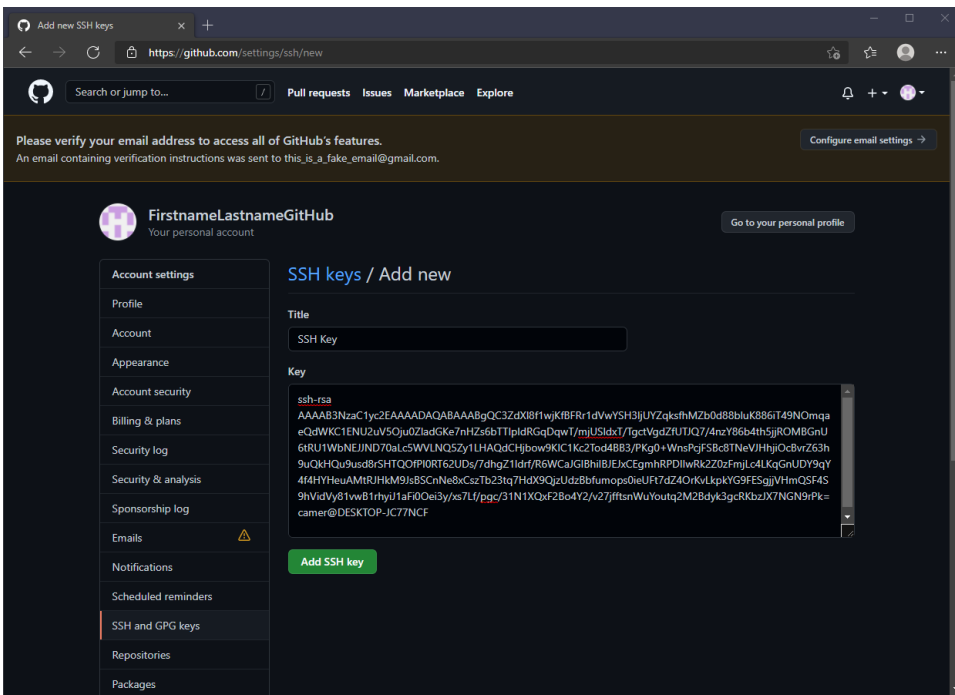 Add new SSH keys
https://github.com/settings/ssh/new
Search or jump to... /
Pull requests Issues Marketplace Explore
Please verify your email address to access all of GitHub's features.
An email containing verification instructions was sent to this_is_a_fake_email@gmail.com.
Configure email settings →
FirstnameLastnameGitHub
Your personal account
Go to your personal profile
Account settings
Profile
Account
Appearance
Account security
Billing & plans
Security log
Security & analysis
Sponsorship log
Emails
Notifications
Scheduled reminders
SSH and GPG keys
Repositories
Packages
SSH keys / Add new
Title
SSH Key
Key
ssh-rsa
camer@DESKTOP-JC77NCF
Add SSH key